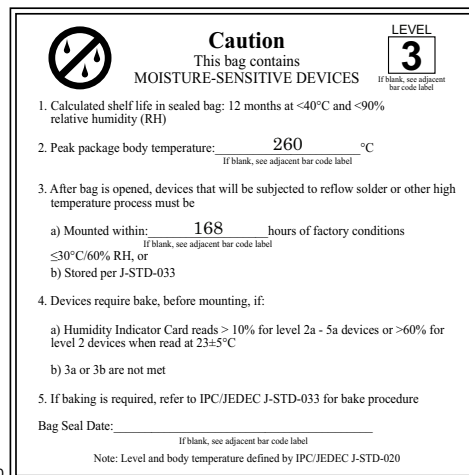 Caution
This bag contains
MOISTURE-SENSITIVE DEVICES
LEVEL
3
If blank, see adjacent
bar code label
1. Calculated shelf life in sealed bag: 12 months at <40°C and <90%
relative humidity (RH)
2. Peak package body temperature: 260 °C
If blank, see adjacent bar code label
3. After bag is opened, devices that will be subjected to reflow solder or other high
temperature process must be
a) Mounted within: 168 hours of factory conditions
If blank, see adjacent bar code label
≤30°C/60% RH, or
b) Stored per J-STD-033
4. Devices require bake, before mounting, if:
a) Humidity Indicator Card reads > 10% for level 2a - 5a devices or >60% for
level 2 devices when read at 23±5°C
b) 3a or 3b are not met
5. If baking is required, refer to IPC/JEDEC J-STD-033 for bake procedure
Bag Seal Date:
If blank, see adjacent bar code label
Note: Level and body temperature defined by IPC/JEDEC J-STD-020